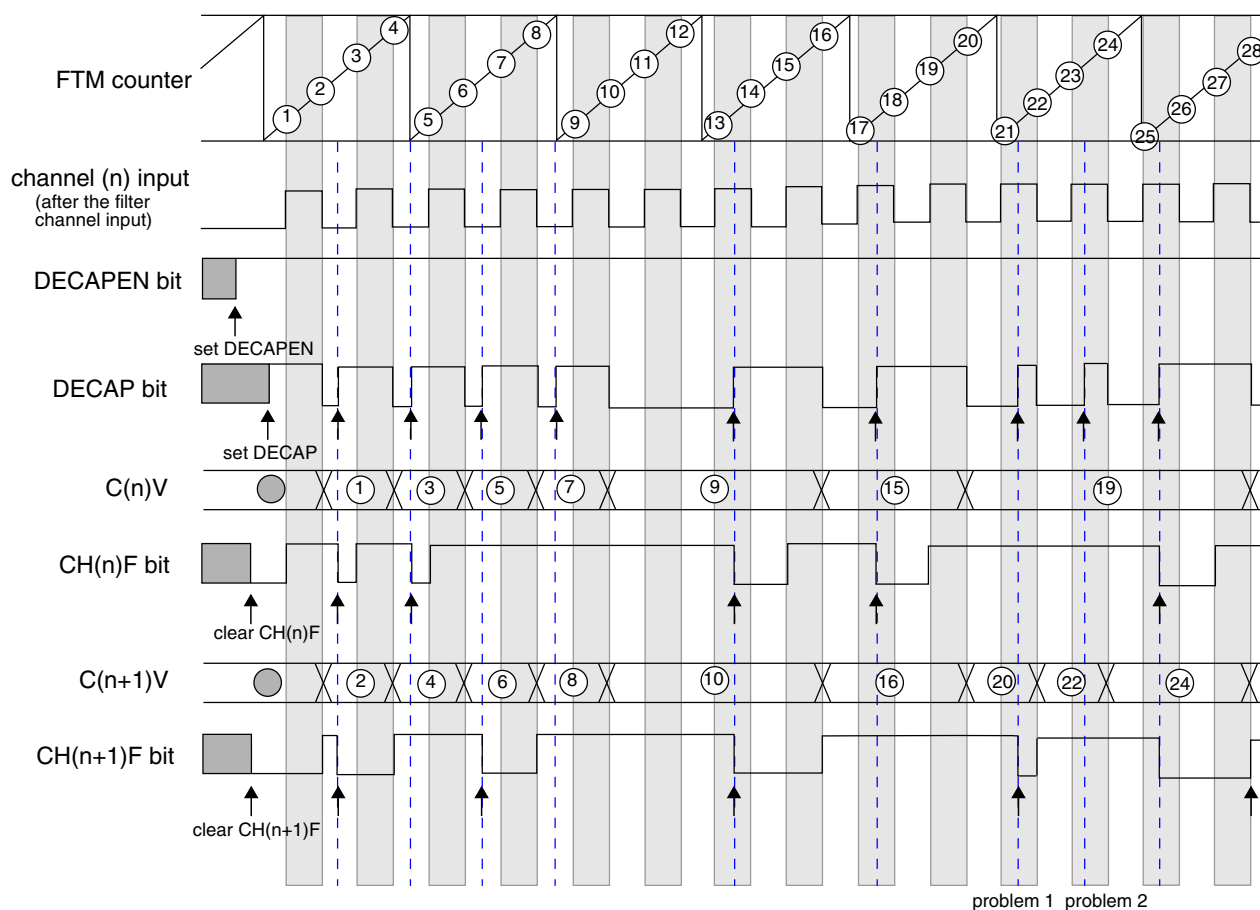 4 8 12 16 20 24 28
3 7 11 15 19 23 27
FTM counter 2 6 10 14 18 22 26
1 5 9 13 17 21 25
channel (n) input
(after the filter
channel input)
DECAPEN bit
set DECAPEN
DECAP bit
set DECAP
C(n)V 1 3 5 7 9 15 19
CH(n)F bit
clear CH(n)F
C(n+1)V 2 4 6 8 10 16 20 22 24
CH(n+1)F bit
clear CH(n+1)F
problem 1 problem 2